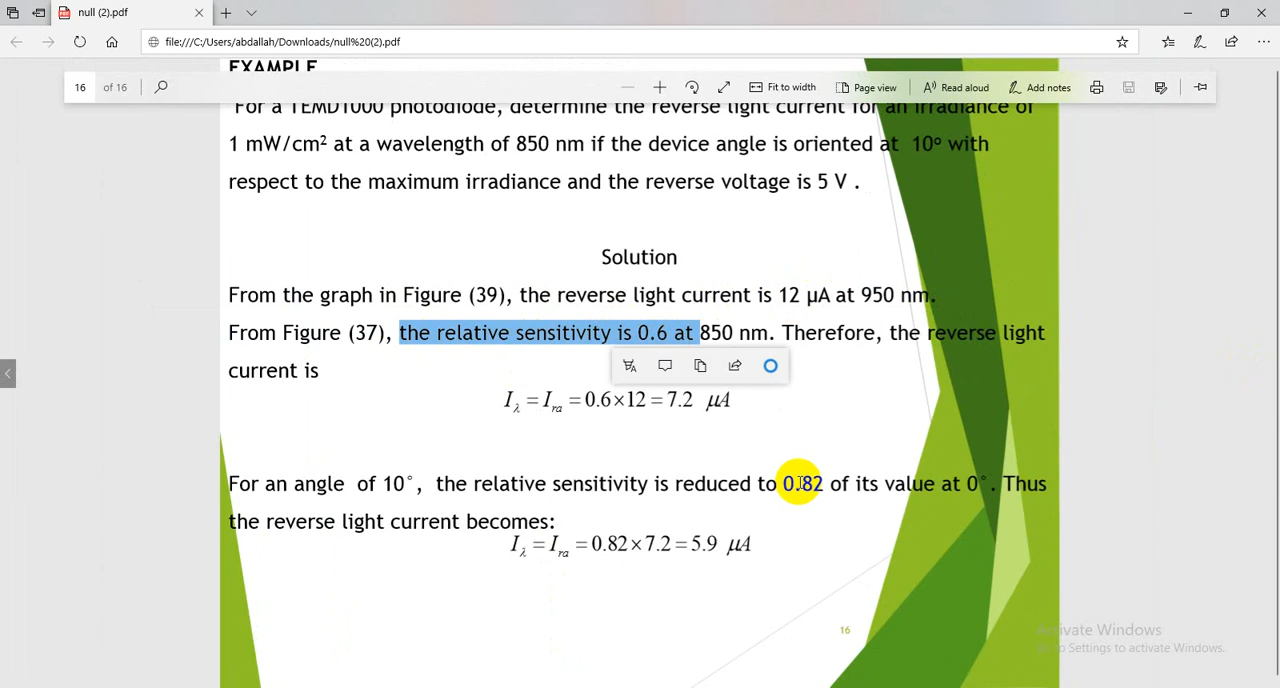 null (2).pdf
file:///C:/Users/abdallah/Downloads/null%20(2).pdf
EXAMPLE
16 of 16 Fit to width Page view Read aloud Add notes
For a TEMD1000 photodiode, determine the reverse light current for an irradiance of
1 mW/cm² at a wavelength of 850 nm if the device angle is oriented at 10° with
respect to the maximum irradiance and the reverse voltage is 5 V .
Solution
From the graph in Figure (39), the reverse light current is 12 µA at 950 nm.
From Figure (37), the relative sensitivity is 0.6 at 850 nm. Therefore, the reverse light
current is
I_λ = I_ra = 0.6×12 = 7.2 μA
For an angle of 10°, the relative sensitivity is reduced to 0.82 of its value at 0°. Thus
the reverse light current becomes:
I_λ = I_ra = 0.82×7.2 = 5.9 μA
16
Activate Windows
to Settings to activate Windows.